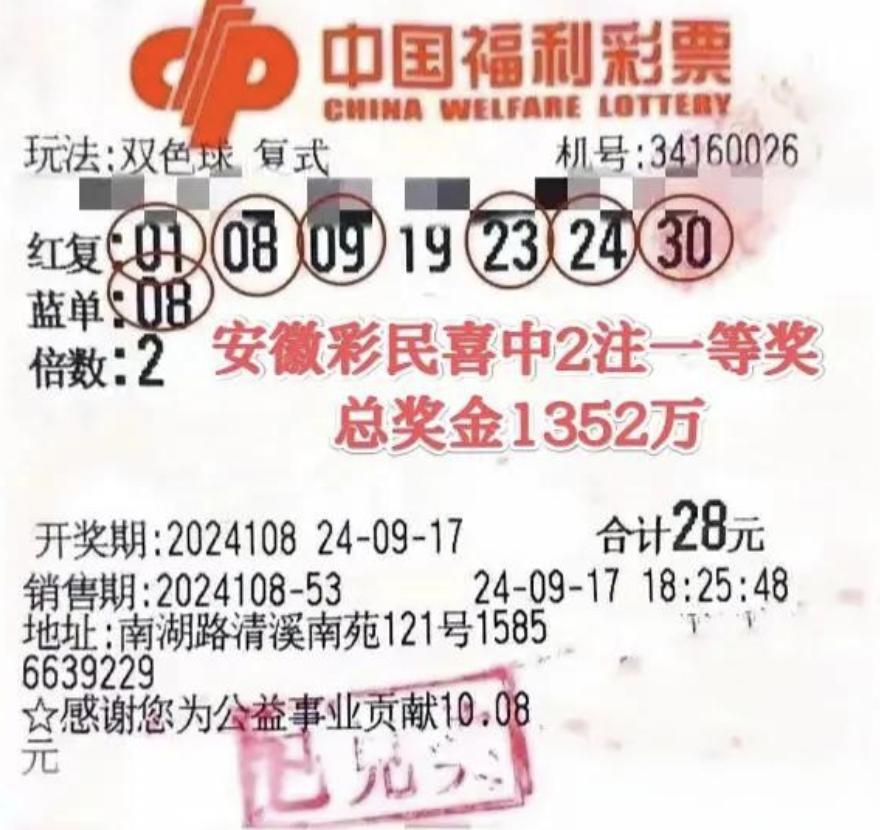 中国福利彩票
CHINA WELFARE LOTTERY
玩法:双色球 复式 机号:34160026
红复:01 08 09 19 23 24 30
蓝单:08
倍数:2
安徽彩民喜中2注一等奖
总奖金1352万
开奖期:2024108 24-09-17 合计28元
销售期:2024108-53 24-09-17 18:25:48
地址:南湖路清溪南苑121号1585
6639229
☆感谢您为公益事业贡献10.08
元
已兑